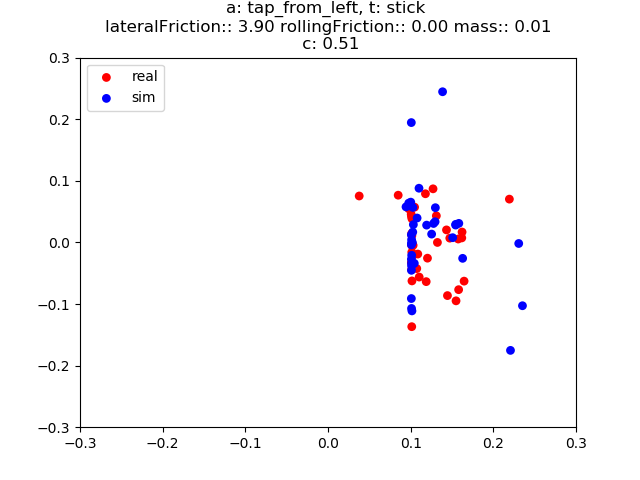 a: tap_from_left, t: stick
lateralFriction:: 3.90 rollingFriction:: 0.00 mass:: 0.01
c: 0.51
real
sim
0.3
0.2
0.1
0.0
−0.1
−0.2
−0.3
−0.3
−0.2
−0.1
0.0
0.1
0.2
0.3